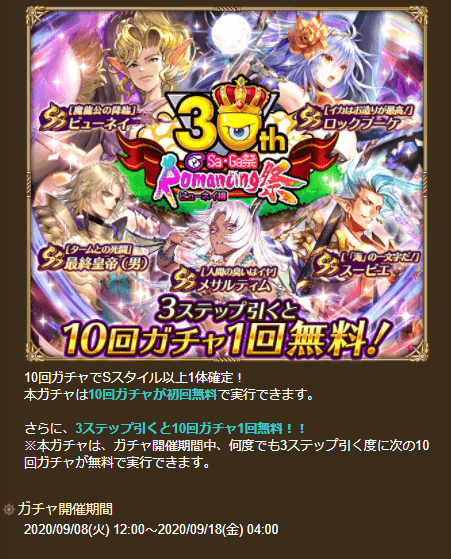 [魔龍公の降臨]
SS ビューネイ
[イカはお造りが最高!]
SS ロックブーケ
30th
Sa・Ga祭
Romancing祭
ビューネイ編
[タームとの死闘]
SS 最終皇帝(男)
[人間の臭いはイヤ]
SS メサルティム
[「海」の一文字だ!]
SS スービエ
3ステップ引くと
10回ガチャ1回無料!
10回ガチャでSスタイル以上1体確定!
本ガチャは10回ガチャが初回無料で実行できます。
さらに、3ステップ引くと10回ガチャ1回無料!!
※本ガチャは、ガチャ開催期間中、何度でも3ステップ引く度に次の10
回ガチャが無料で実行できます。
ガチャ開催期間
2020/09/08(火) 12:00～2020/09/18(金) 04:00